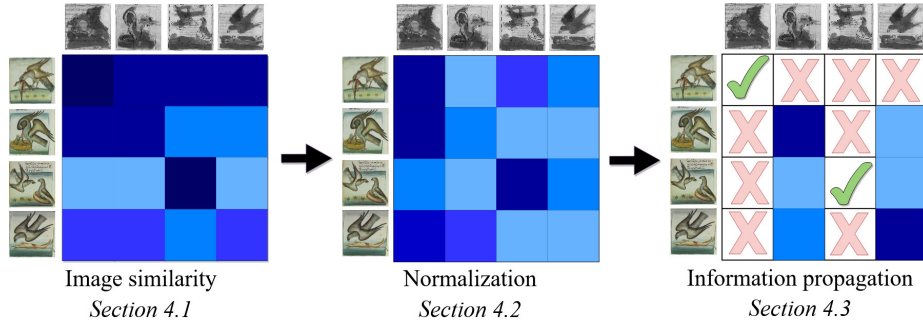 Image similarity
Section 4.1
Normalization
Section 4.2
Information propagation
Section 4.3